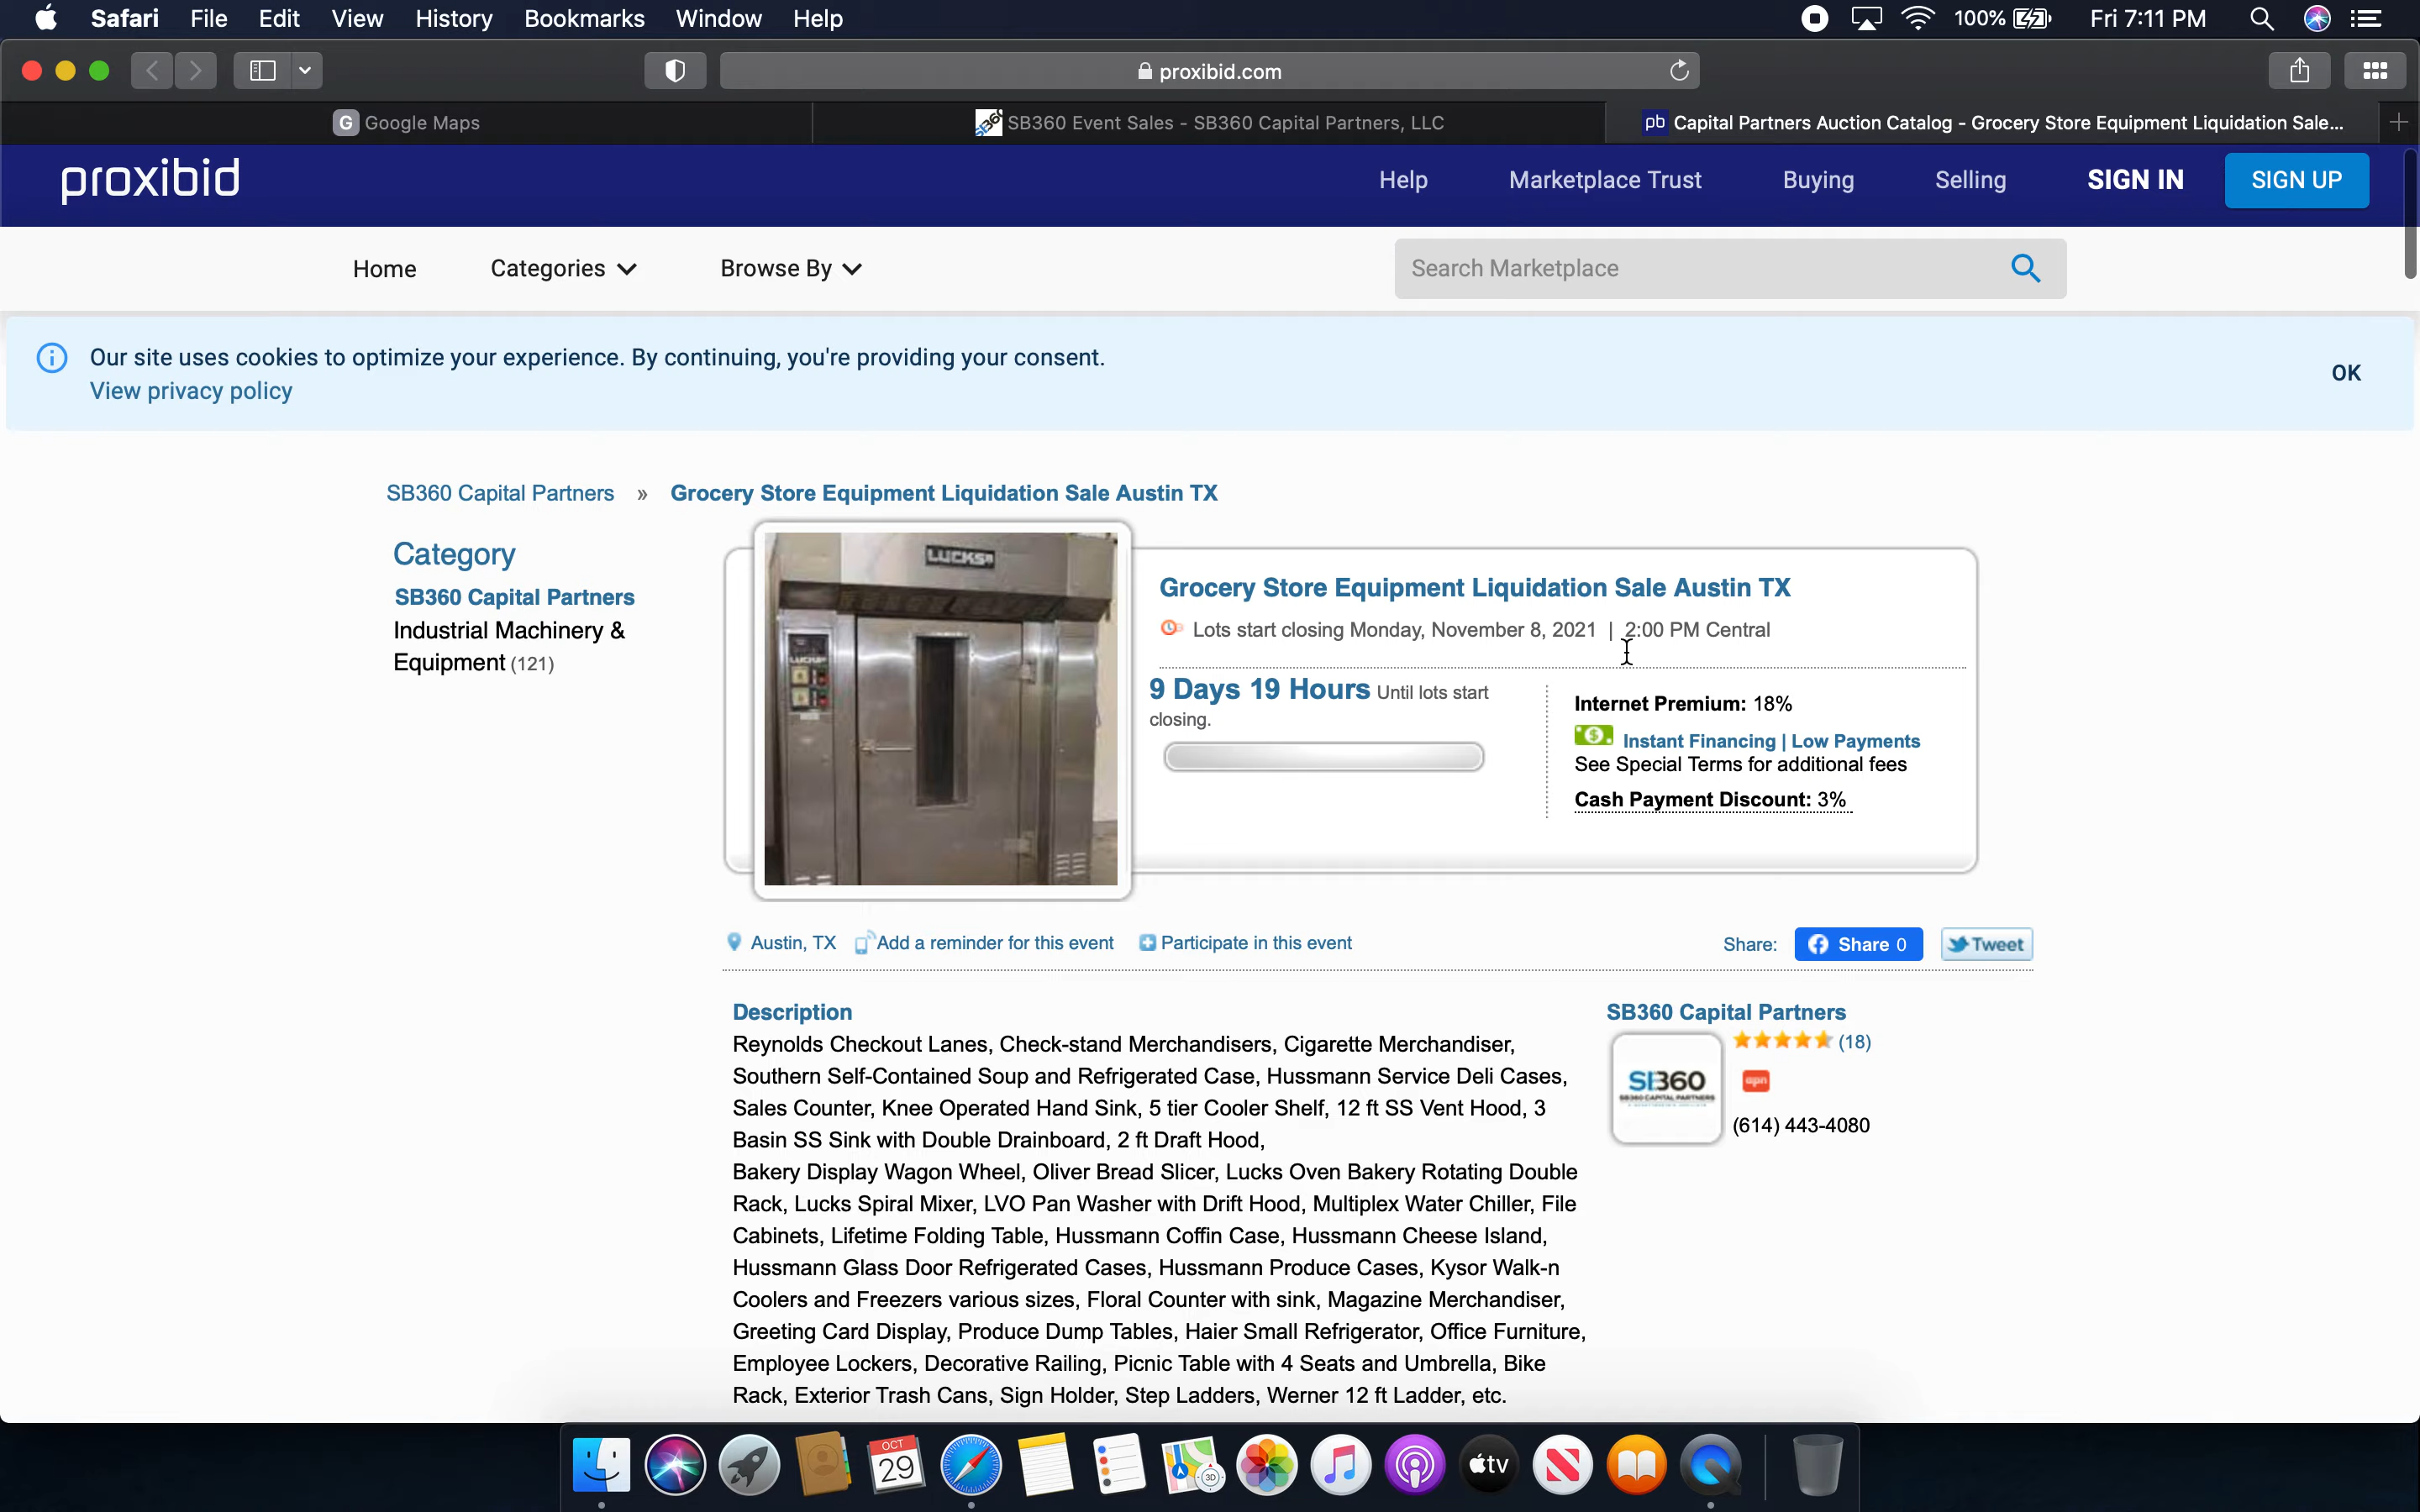 Safari File Edit View History Bookmarks Window Help 100% Fri 7:11 PM
proxibid.com
G Google Maps
SB360 Event Sales - SB360 Capital Partners, LLC
pb Capital Partners Auction Catalog - Grocery Store Equipment Liquidation Sale...
proxibid
Help Marketplace Trust Buying Selling SIGN IN SIGN UP
Home Categories Browse By Search Marketplace
Our site uses cookies to optimize your experience. By continuing, you're providing your consent.
View privacy policy
OK
SB360 Capital Partners » Grocery Store Equipment Liquidation Sale Austin TX
Category
SB360 Capital Partners
Industrial Machinery &
Equipment (121)
LUCKS
Grocery Store Equipment Liquidation Sale Austin TX
Lots start closing Monday, November 8, 2021 | 2:00 PM Central
9 Days 19 Hours Until lots start
closing.
Internet Premium: 18%
Instant Financing | Low Payments
See Special Terms for additional fees
Cash Payment Discount: 3%
Austin, TX Add a reminder for this event Participate in this event
Share: Share 0 Tweet
Description
Reynolds Checkout Lanes, Check-stand Merchandisers, Cigarette Merchandiser,
Southern Self-Contained Soup and Refrigerated Case, Hussmann Service Deli Cases,
Sales Counter, Knee Operated Hand Sink, 5 tier Cooler Shelf, 12 ft SS Vent Hood, 3
Basin SS Sink with Double Drainboard, 2 ft Draft Hood,
Bakery Display Wagon Wheel, Oliver Bread Slicer, Lucks Oven Bakery Rotating Double
Rack, Lucks Spiral Mixer, LVO Pan Washer with Drift Hood, Multiplex Water Chiller, File
Cabinets, Lifetime Folding Table, Hussmann Coffin Case, Hussmann Cheese Island,
Hussmann Glass Door Refrigerated Cases, Hussmann Produce Cases, Kysor Walk-n
Coolers and Freezers various sizes, Floral Counter with sink, Magazine Merchandiser,
Greeting Card Display, Produce Dump Tables, Haier Small Refrigerator, Office Furniture,
Employee Lockers, Decorative Railing, Picnic Table with 4 Seats and Umbrella, Bike
Rack, Exterior Trash Cans, Sign Holder, Step Ladders, Werner 12 ft Ladder, etc.
SB360 Capital Partners
(18)
SB360
SB360 CAPITAL PARTNERS
apn
(614) 443-4080
OCT
29
3D
tv